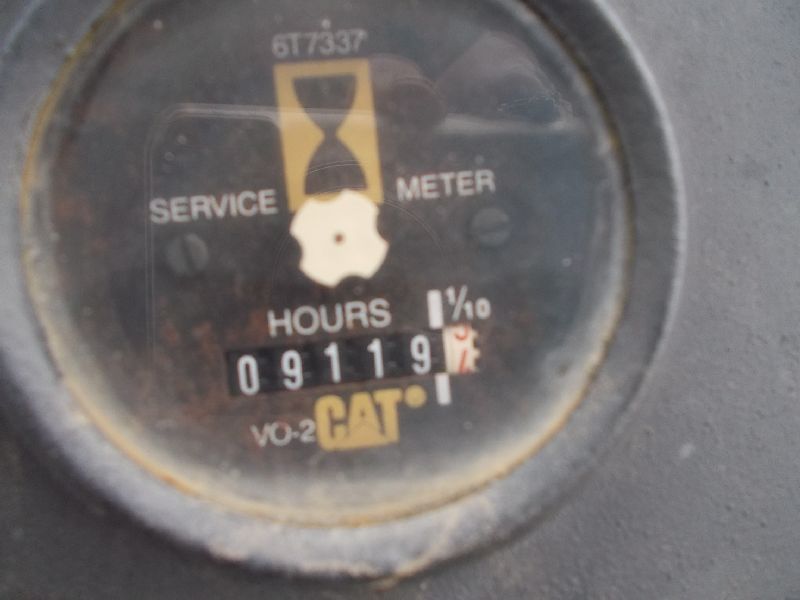 6T7337
SERVICE METER
HOURS 1/10
09119
VO-2 CAT